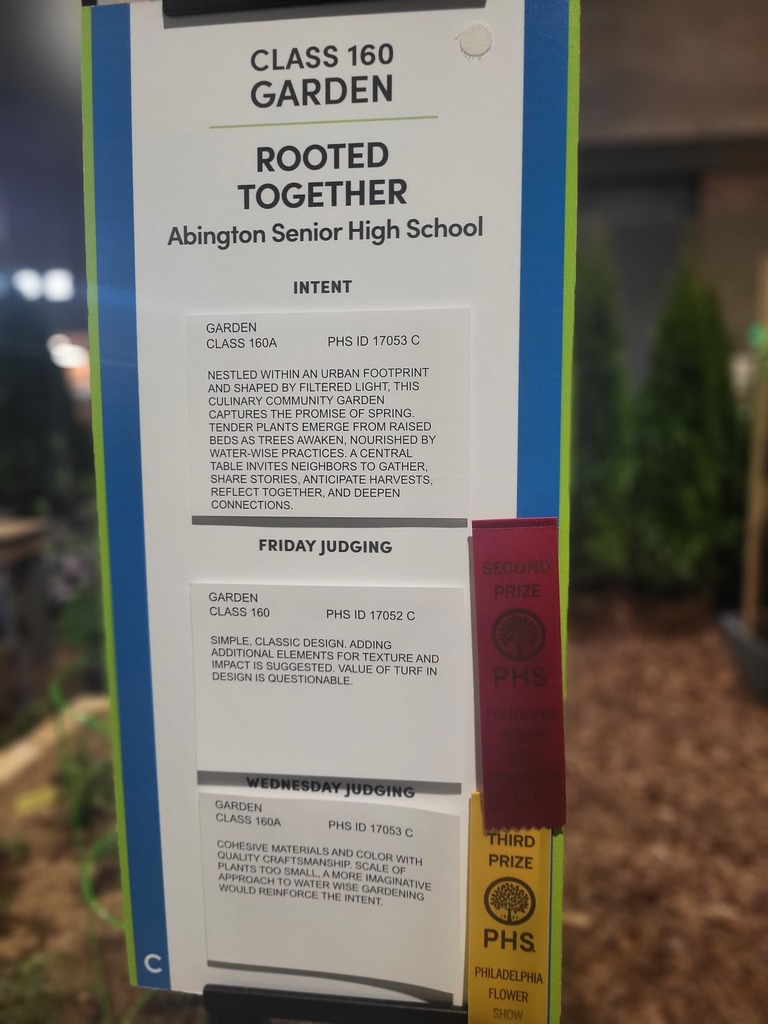 CLASS 160
GARDEN
ROOTED
TOGETHER
Abington Senior High School
INTENT
GARDEN
CLASS 160A PHS ID 17053 C
NESTLED WITHIN AN URBAN FOOTPRINT
AND SHAPED BY FILTERED LIGHT, THIS
CULINARY COMMUNITY GARDEN
CAPTURES THE PROMISE OF SPRING.
TENDER PLANTS EMERGE FROM RAISED
BEDS AS TREES AWAKEN, NOURISHED BY
WATER-WISE PRACTICES. A CENTRAL
TABLE INVITES NEIGHBORS TO GATHER,
SHARE STORIES, ANTICIPATE HARVESTS,
REFLECT TOGETHER, AND DEEPEN
CONNECTIONS.
FRIDAY JUDGING
GARDEN
CLASS 160 PHS ID 17052 C
SIMPLE, CLASSIC DESIGN. ADDING
ADDITIONAL ELEMENTS FOR TEXTURE AND
IMPACT IS SUGGESTED. VALUE OF TURF IN
DESIGN IS QUESTIONABLE.
SECOND
PRIZE
PHS
PHILADELPHIA
FLOWER
WEDNESDAY JUDGING
GARDEN
CLASS 160A PHS ID 17053 C
COHESIVE MATERIALS AND COLOR WITH
QUALITY CRAFTSMANSHIP. SCALE OF
PLANTS TOO SMALL, A MORE IMAGINATIVE
APPROACH TO WATER WISE GARDENING
WOULD REINFORCE THE INTENT.
THIRD
PRIZE
PHS
PHILADELPHIA
FLOWER
SHOW
C